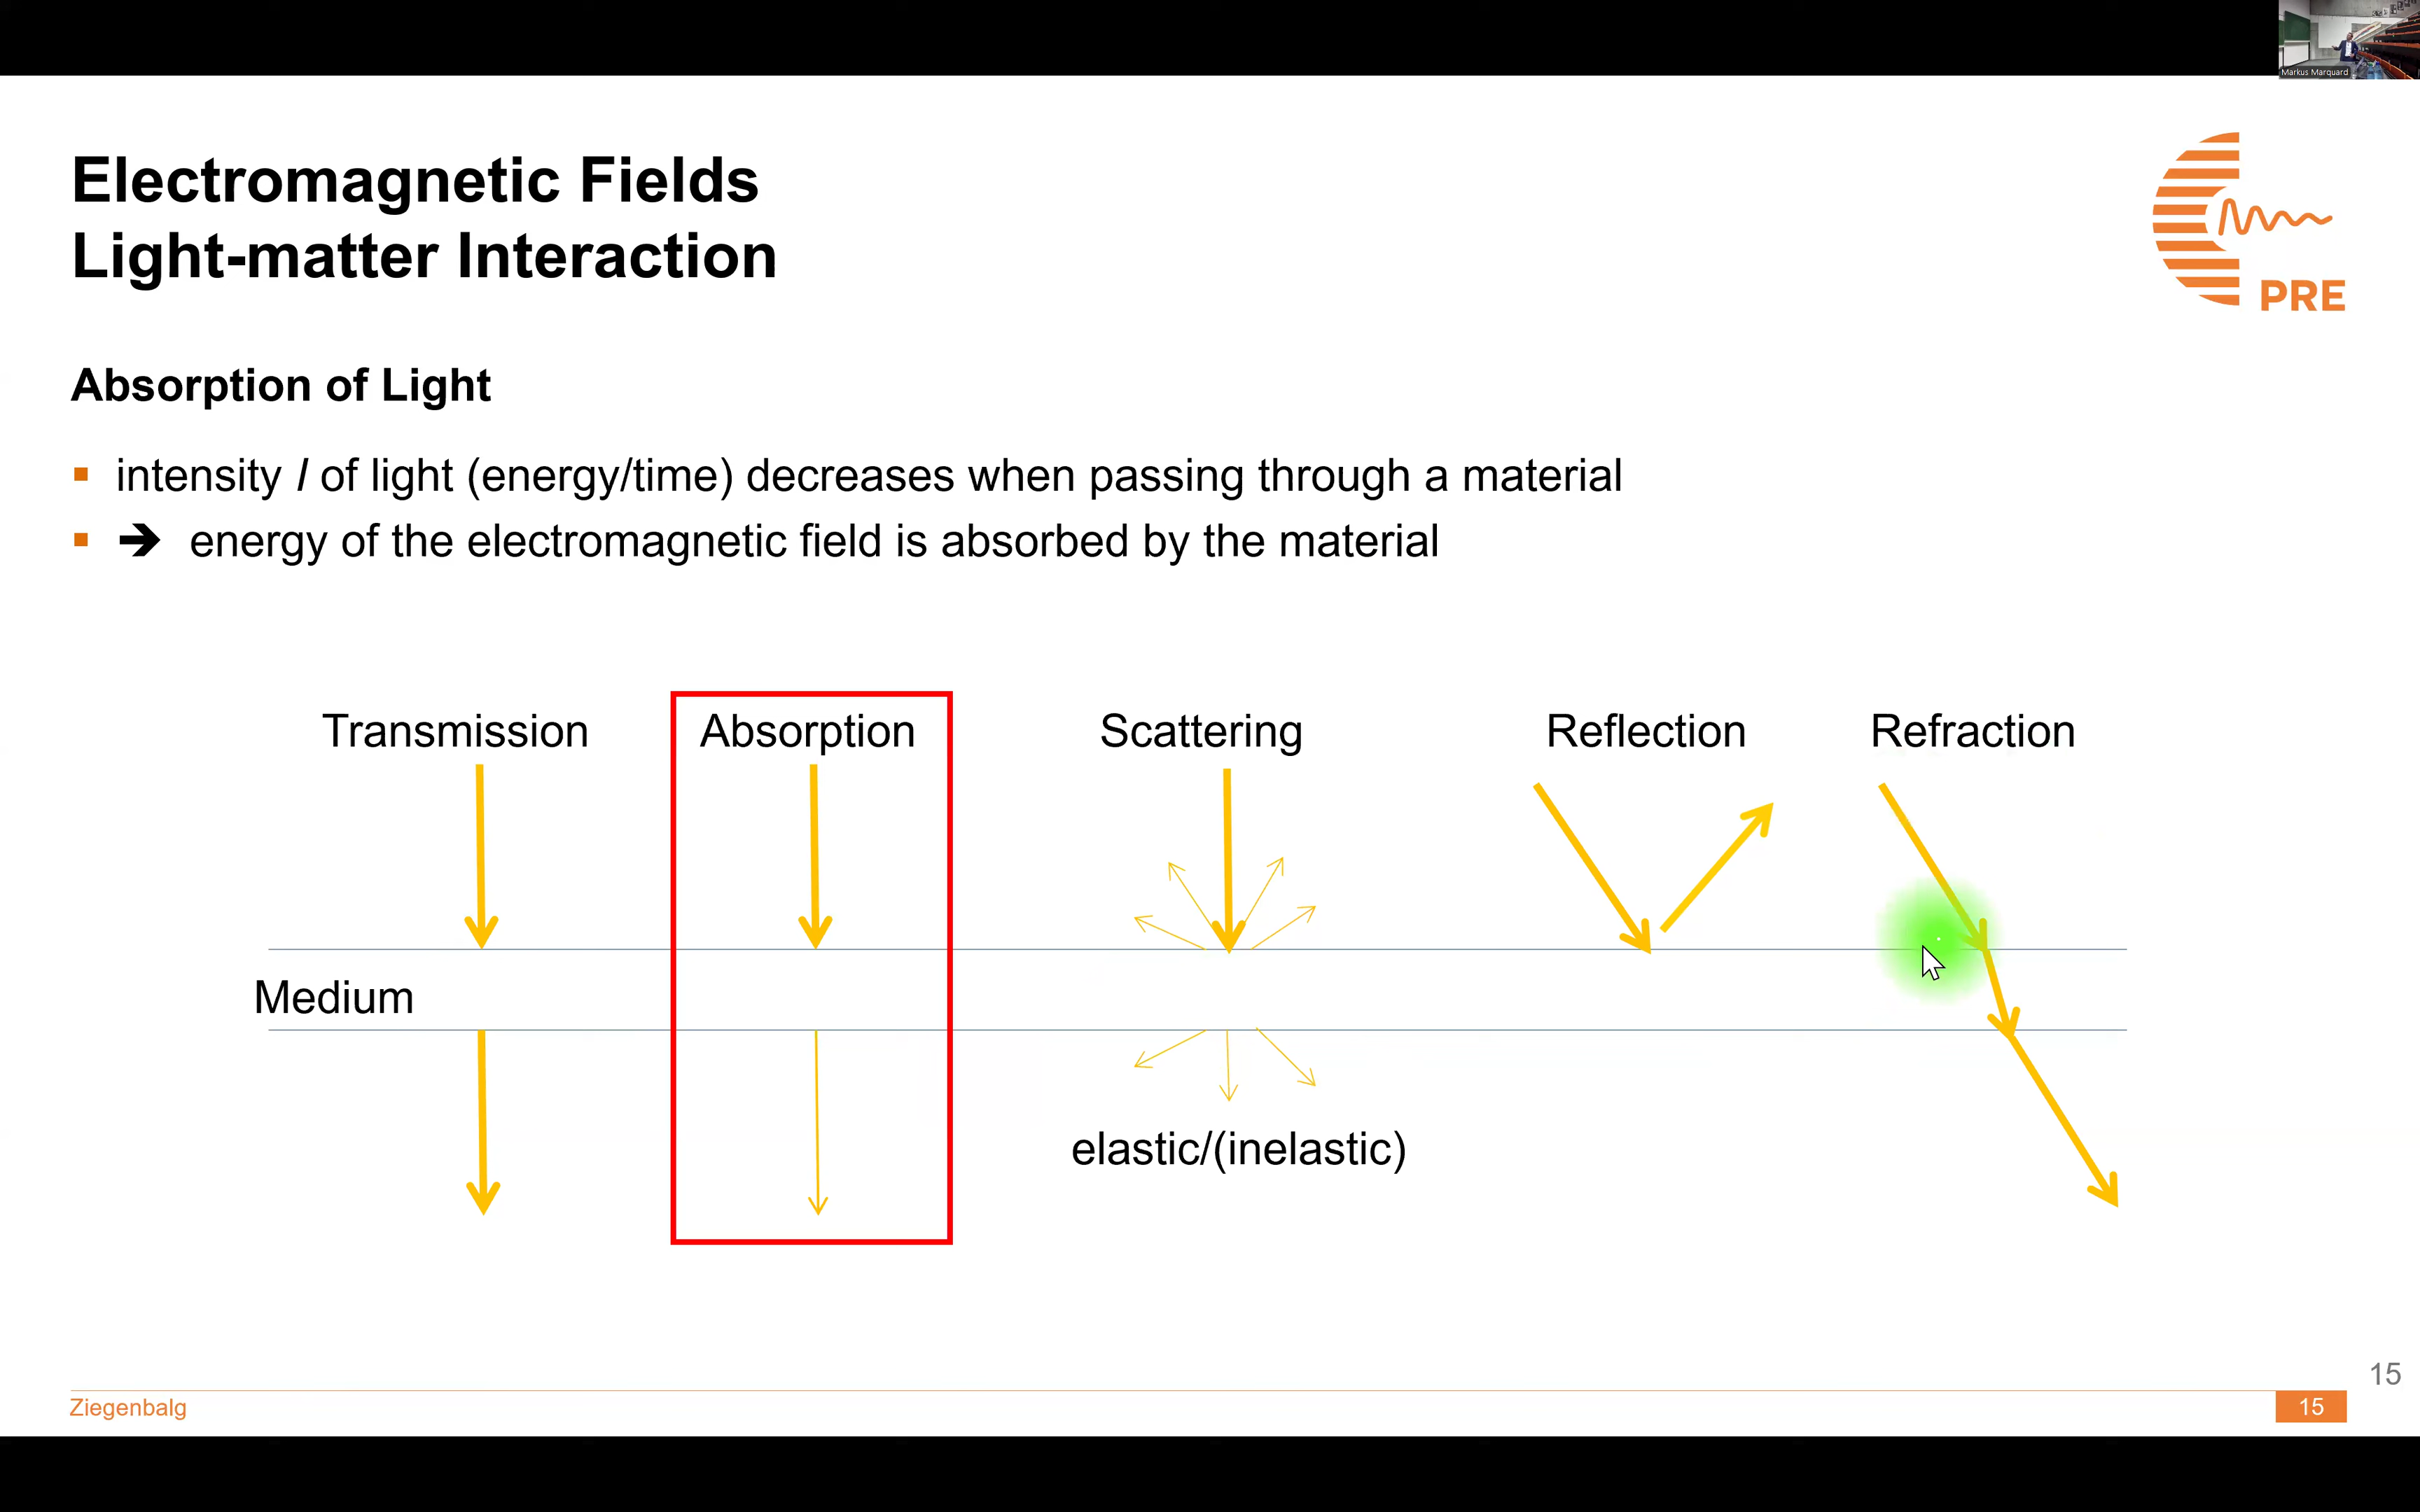 Markus Marquard
Electromagnetic Fields
Light-matter Interaction
PRE
Absorption of Light
▪ intensity I of light (energy/time) decreases when passing through a material
▪ ➔ energy of the electromagnetic field is absorbed by the material
Transmission Absorption Scattering Reflection Refraction
Medium
elastic/(inelastic)
15
Ziegenbalg 15